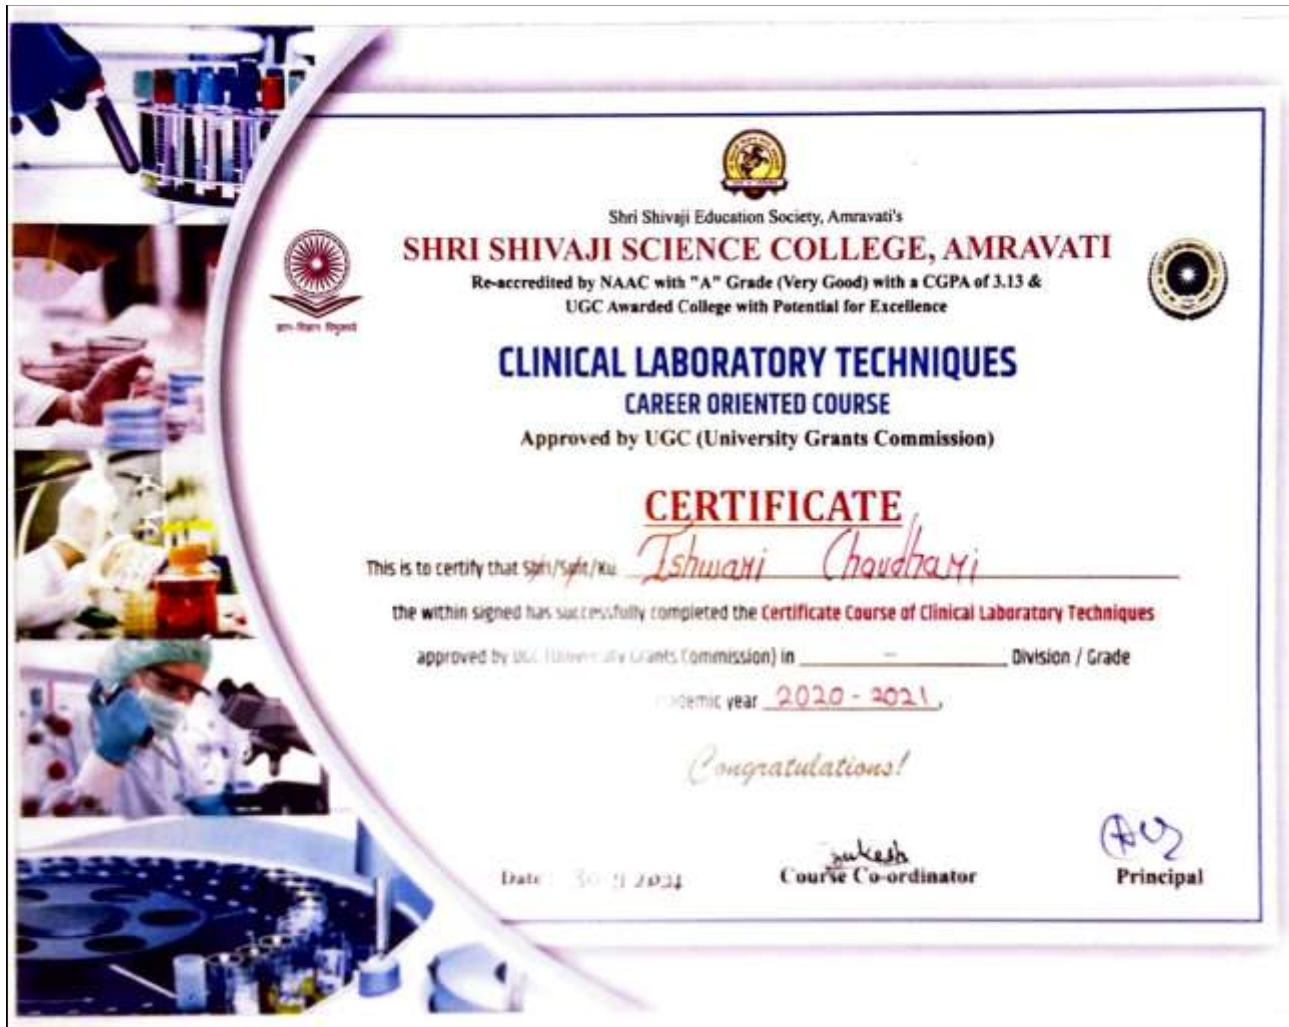 Shri Shivaji Education Society, Amravati's
SHRI SHIVAJI SCIENCE COLLEGE, AMRAVATI
Re-accredited by NAAC with "A" Grade (Very Good) with a CGPA of 3.13 &
UGC Awarded College with Potential for Excellence
ज्ञान-विज्ञान विमुक्तये
CLINICAL LABORATORY TECHNIQUES
CAREER ORIENTED COURSE
Approved by UGC (University Grants Commission)
CERTIFICATE
This is to certify that Shri/Smt/Ku. Ishwari Chaudhari
the within signed has successfully completed the Certificate Course of Clinical Laboratory Techniques
approved by UGC (University Grants Commission) in - Division / Grade
academic year 2020-2021,
Congratulations!
Date
Course Co-ordinator
Principal